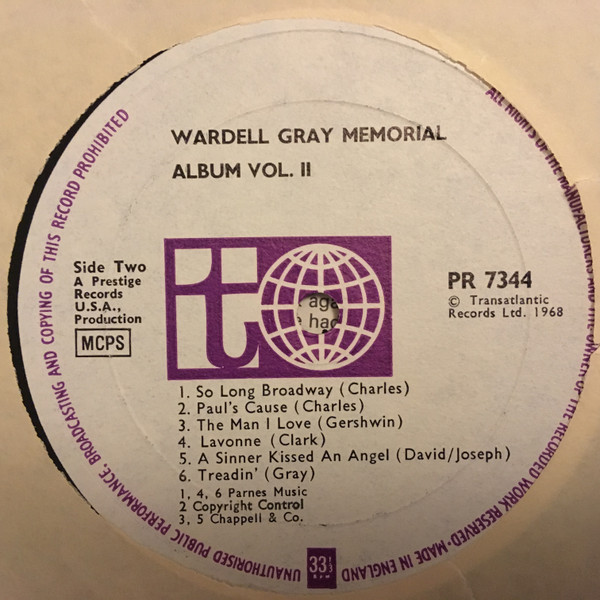 WARDELL GRAY MEMORIAL
ALBUM VOL. II
Side Two
A Prestige
Records
U.S.A.,
Production
MCPS
it
aga
hac
PR 7344
© Transatlantic
Records Ltd. 1968
1. So Long Broadway (Charles)
2. Paul's Cause (Charles)
3. The Man I Love (Gershwin)
4. Lavonne (Clark)
5. A Sinner Kissed An Angel (David/Joseph)
6. Treadin' (Gray)
1, 4, 6 Parnes Music
2 Copyright Control
3, 5 Chappell & Co.
33⅓
RPM
ALL RIGHTS OF THE MANUFACTURERS AND THE OWNER OF THE RECORDED WORK RESERVED·MADE IN ENGLAND
UNAUTHORISED PUBLIC PERFORMANCE, BROADCASTING AND COPYING OF THIS RECORD PROHIBITED